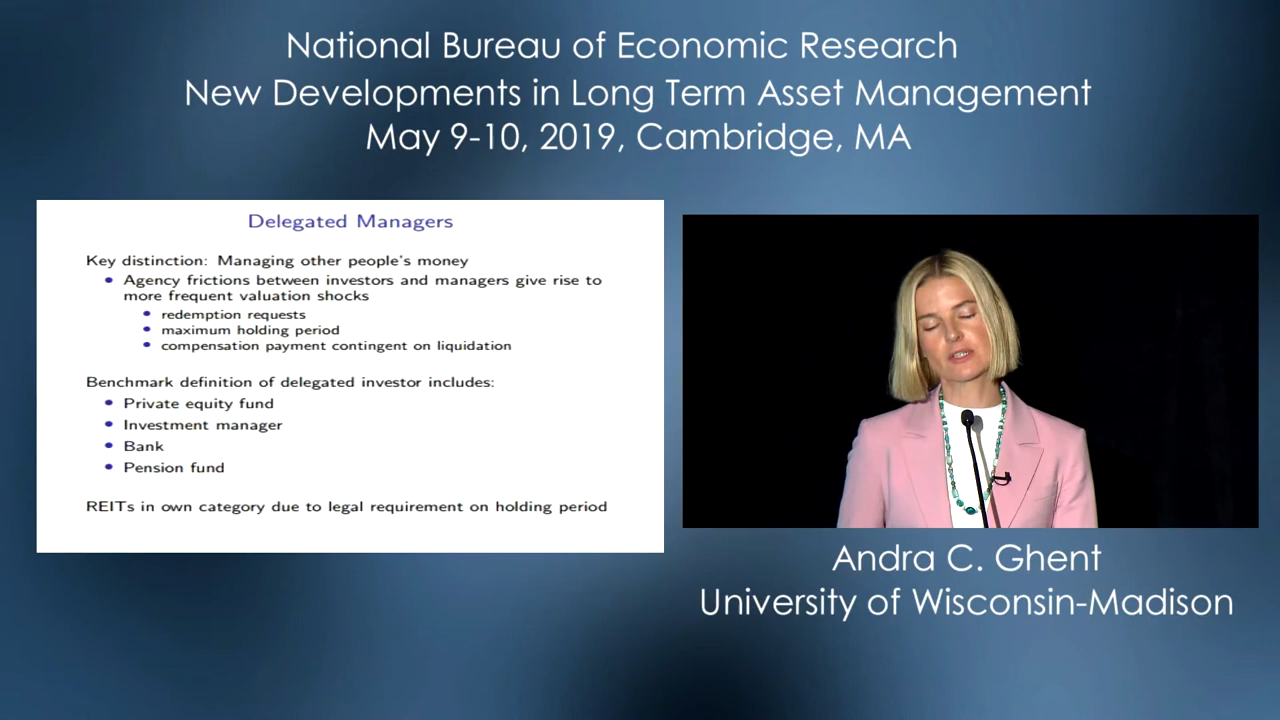 National Bureau of Economic Research
New Developments in Long Term Asset Management
May 9-10, 2019, Cambridge, MA
Delegated Managers
Key distinction: Managing other people's money
Agency frictions between investors and managers give rise to
more frequent valuation shocks
redemption requests
maximum holding period
compensation payment contingent on liquidation
Benchmark definition of delegated investor includes:
Private equity fund
Investment manager
Bank
Pension fund
REITs in own category due to legal requirement on holding period
Andra C. Ghent
University of Wisconsin-Madison